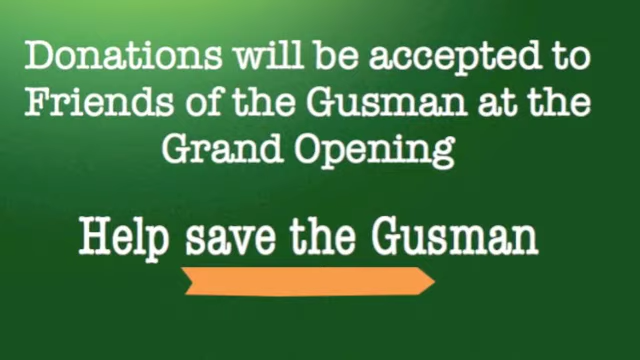 Donations will be accepted to
Friends of the Gusman at the
Grand Opening
Help save the Gusman